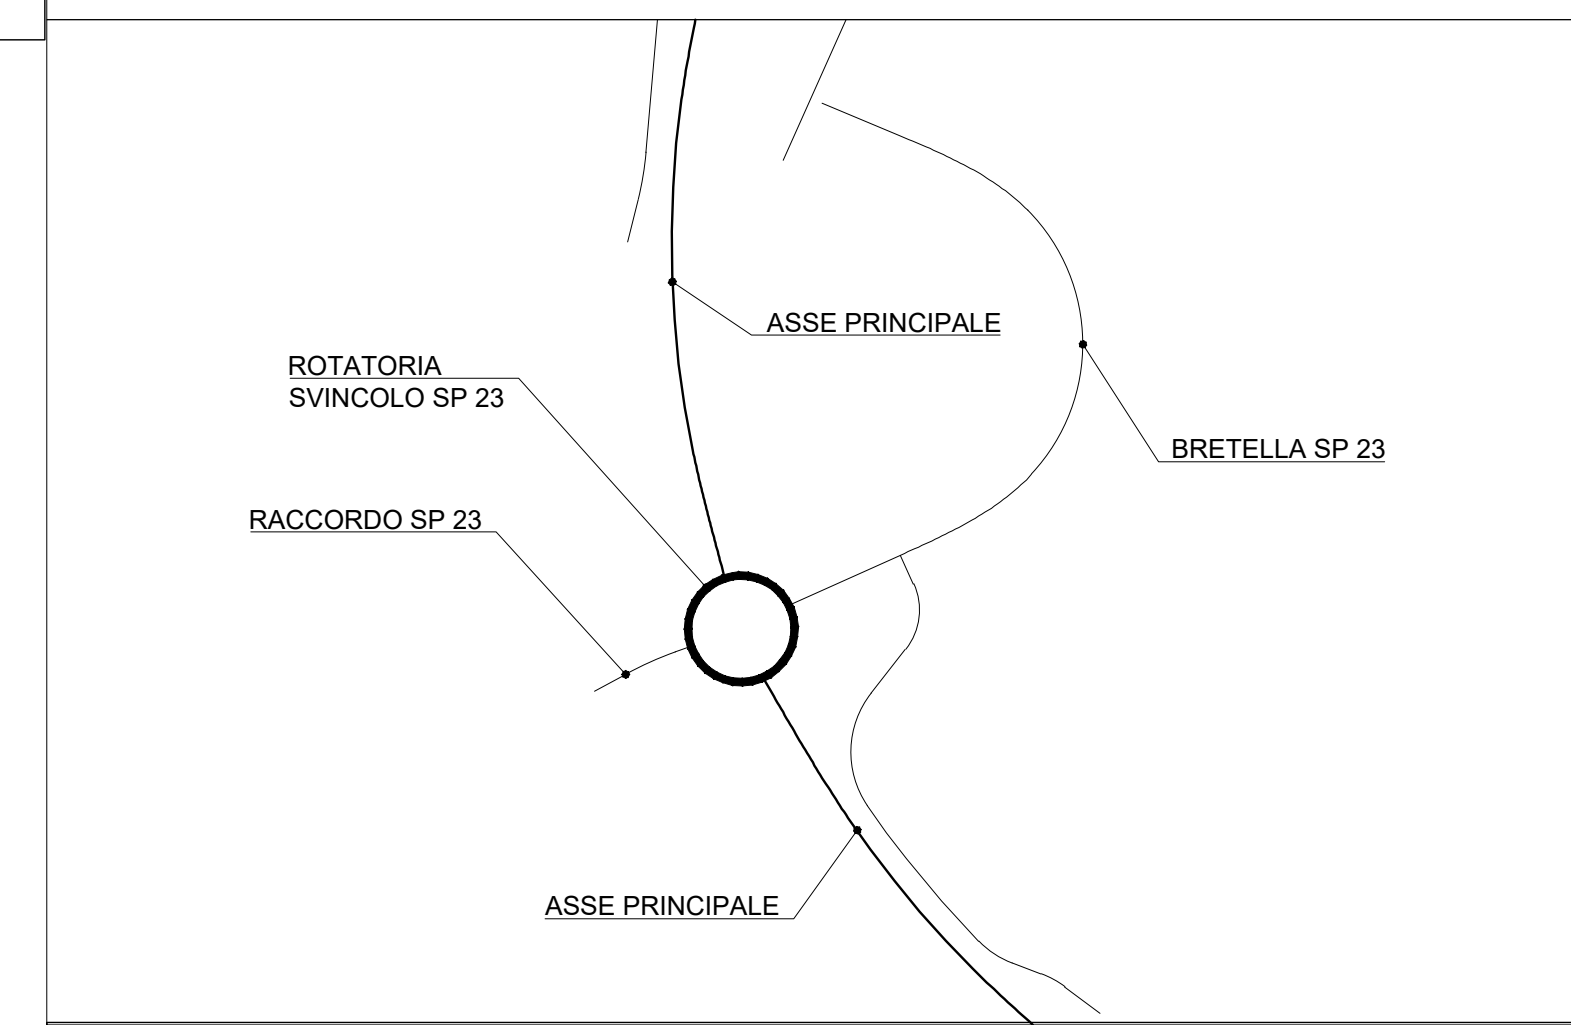 ASSE PRINCIPALE
ROTATORIA
SVINCOLO SP 23
BRETELLA SP 23
RACCORDO SP 23
ASSE PRINCIPALE